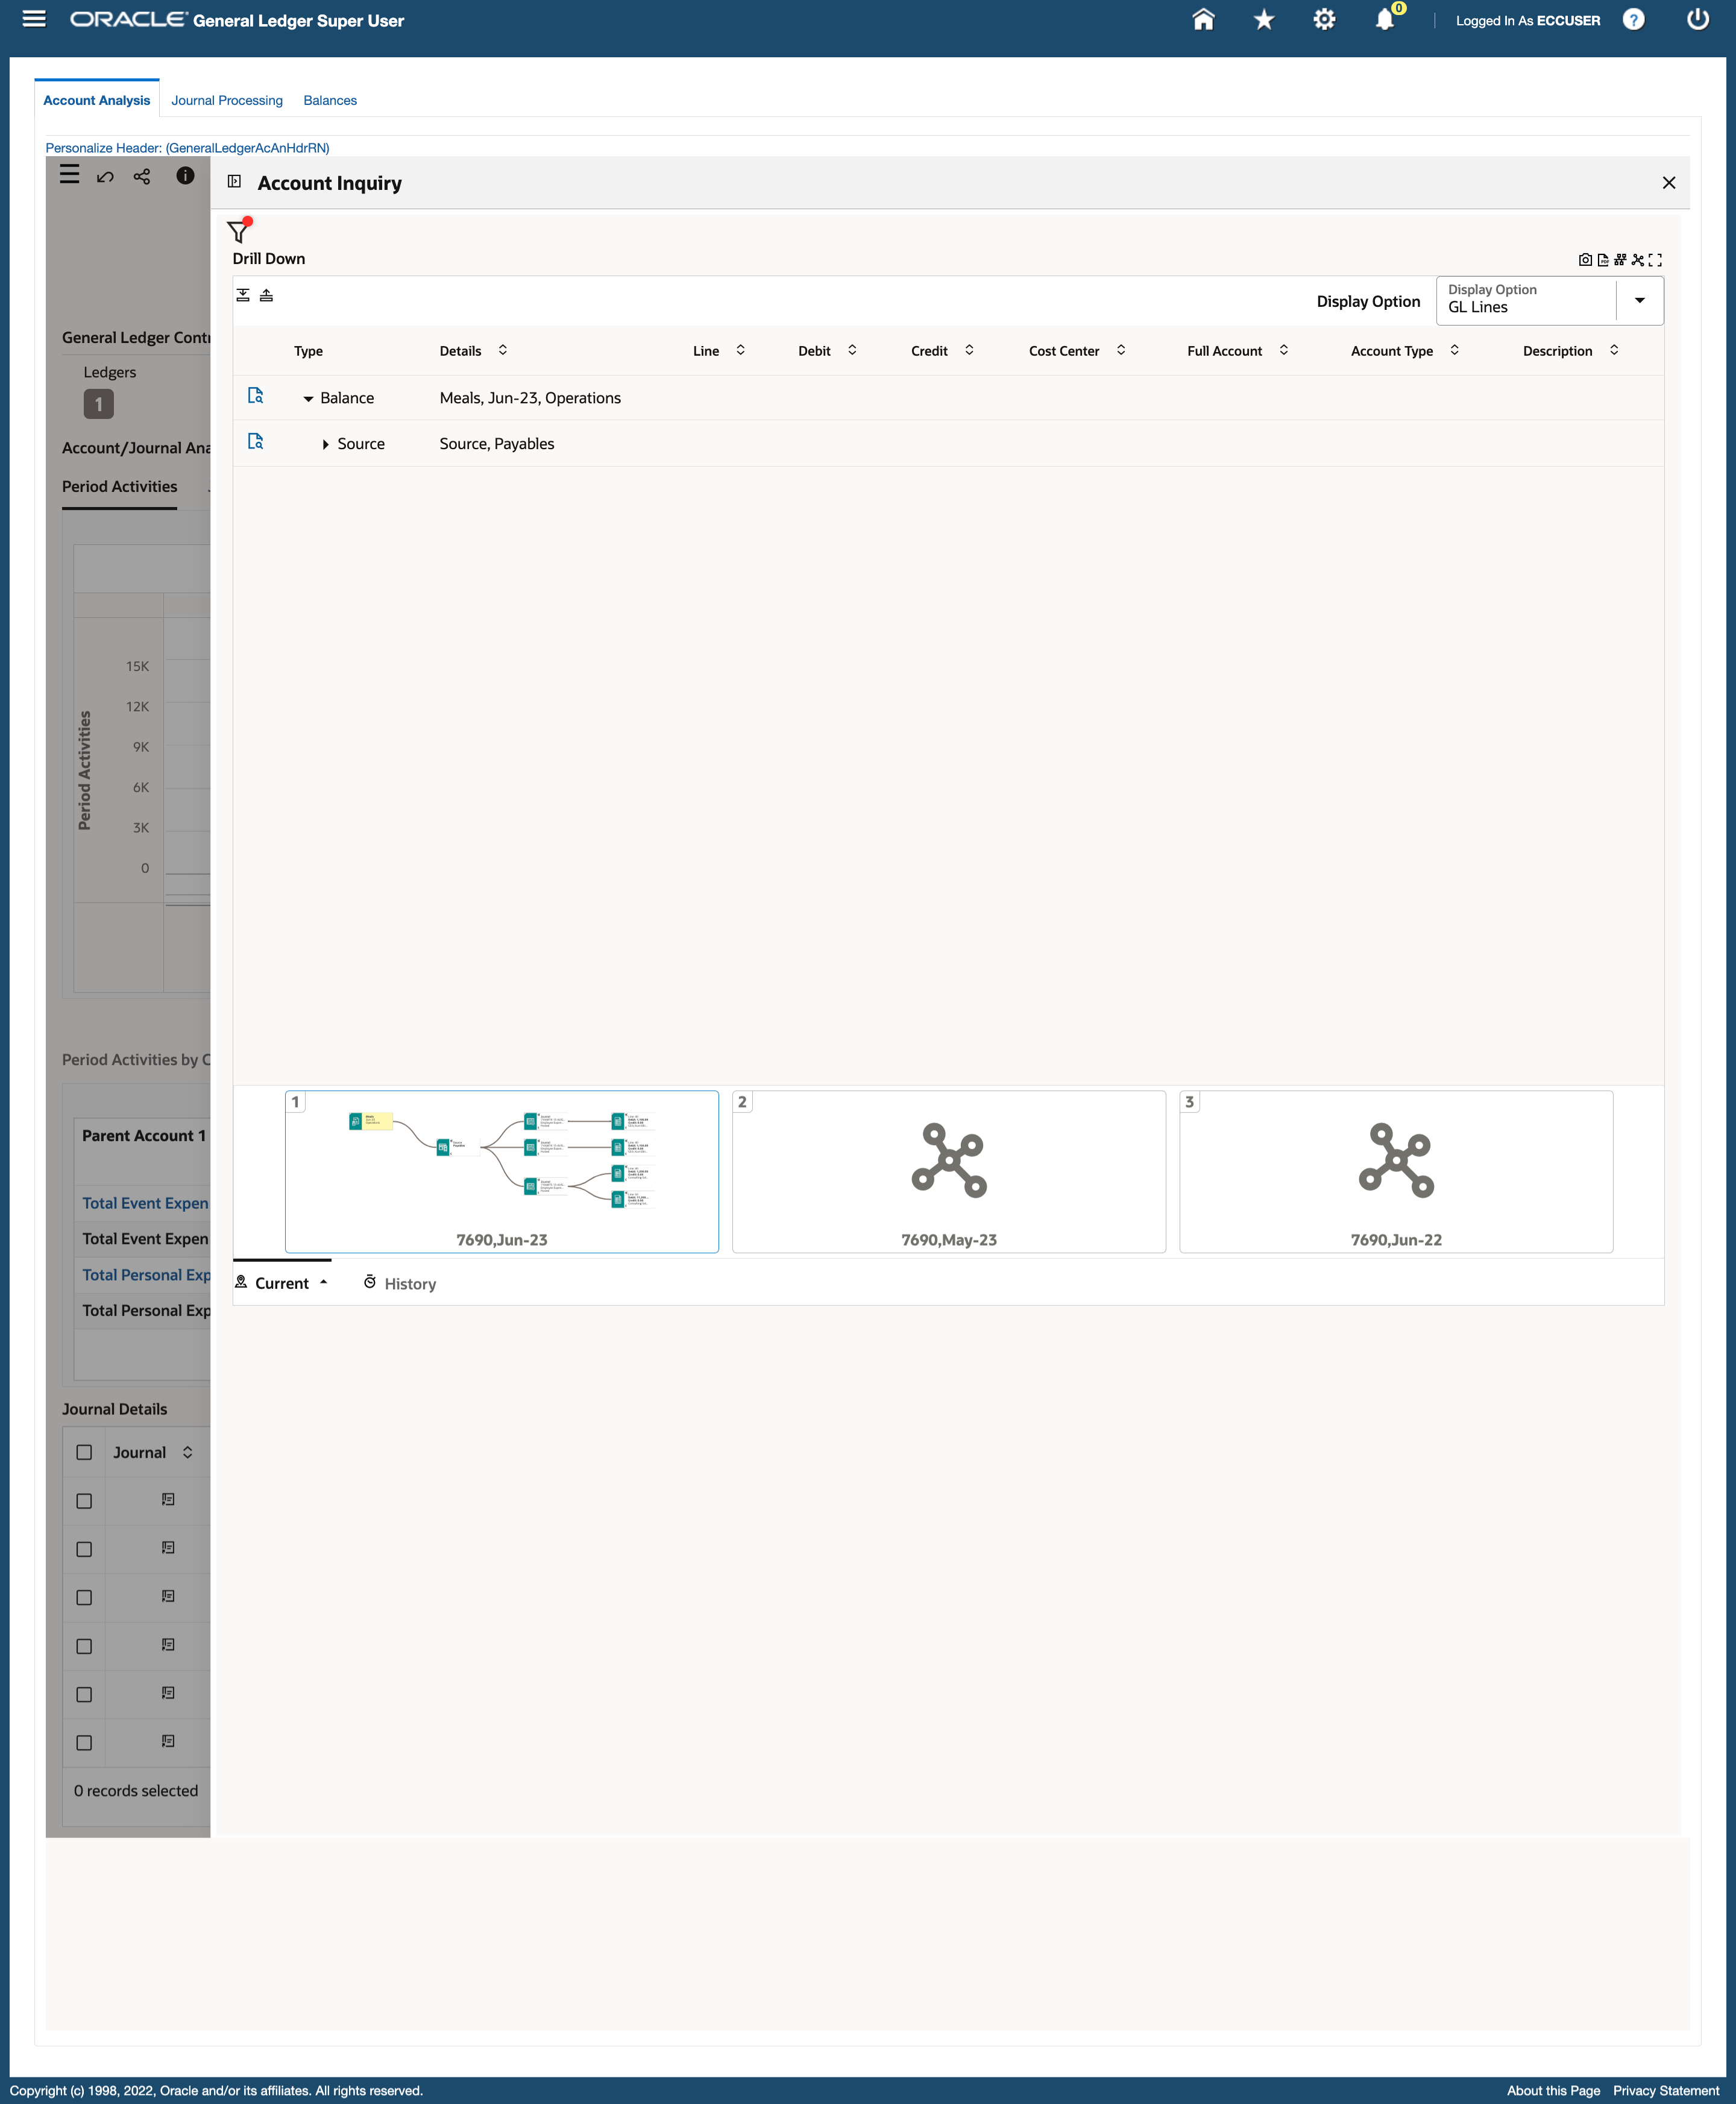 ORACLE General Ledger Super User
0
Logged In As ECCUSER
?
Account Analysis
Journal Processing
Balances
Personalize Header: (GeneralLedgerAcAnHdrRN)
Account Inquiry
Drill Down
Display Option
Display Option
GL Lines
Type
Details
Line
Debit
Credit
Cost Center
Full Account
Account Type
Description
Balance
Meals, Jun-23, Operations
Source
Source, Payables
General Ledger Contr
Ledgers
1
Account/Journal Ana
Period Activities
15K
12K
9K
6K
3K
0
Period Activities
Period Activities by C
Parent Account 1
Total Event Expen
Total Event Expen
Total Personal Exp
Total Personal Exp
1
7690,Jun-23
2
7690,May-23
3
7690,Jun-22
Current
History
Journal Details
Journal
0 records selected
Copyright (c) 1998, 2022, Oracle and/or its affiliates. All rights reserved.
About this Page
Privacy Statement